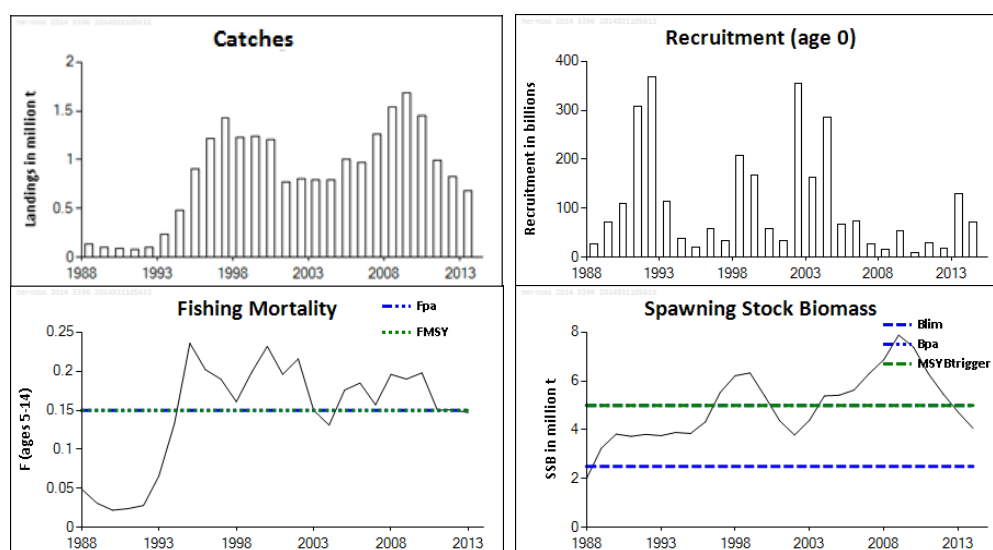 Catches
Landings in million t
2
1.5
1
0.5
0
1988 1993 1998 2003 2008 2013
Recruitment (age 0)
Recruitment in billions
400
300
200
100
0
1988 1993 1998 2003 2008 2013
Fishing Mortality
Fpa
FMSY
F (ages 5-14)
0.25
0.2
0.15
0.1
0.05
0
1988 1993 1998 2003 2008 2013
Spawning Stock Biomass
Blim
Bpa
MSYBtrigger
SSB in million t
8
6
4
2
0
1988 1993 1998 2003 2008 2013